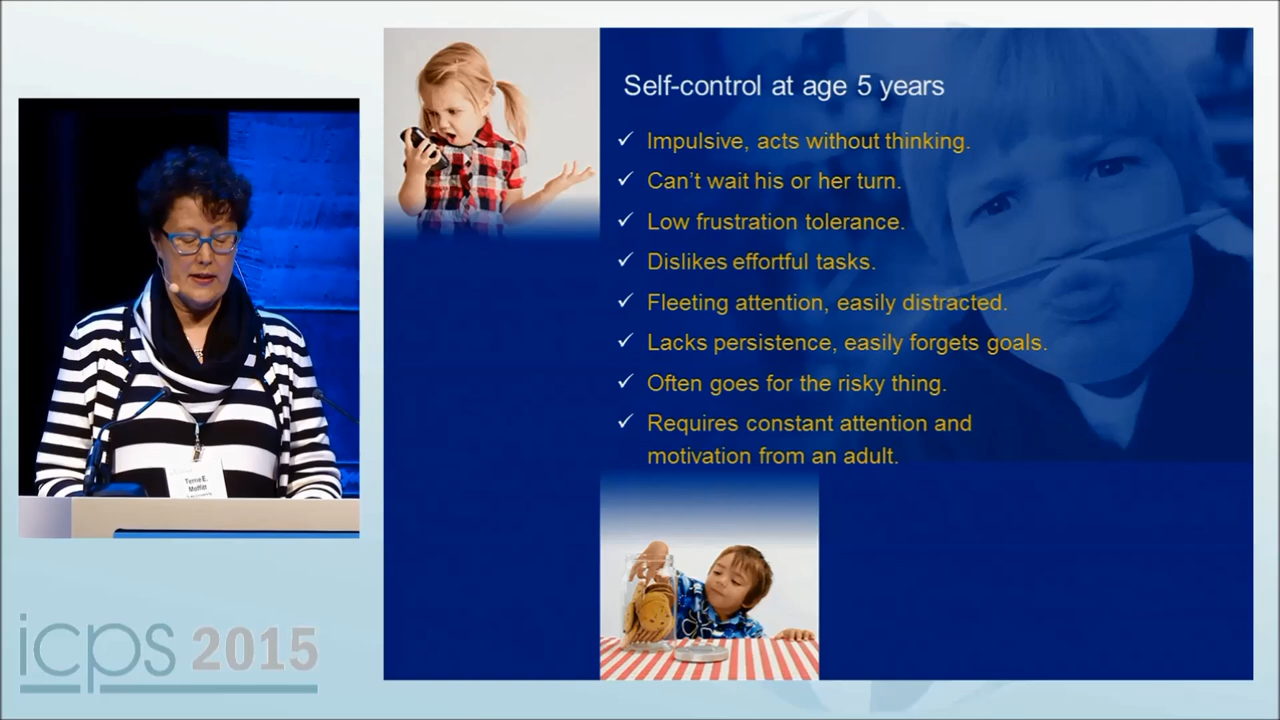 Self-control at age 5 years
✓ Impulsive, acts without thinking.
✓ Can't wait his or her turn.
✓ Low frustration tolerance.
✓ Dislikes effortful tasks.
✓ Fleeting attention, easily distracted.
✓ Lacks persistence, easily forgets goals.
✓ Often goes for the risky thing.
✓ Requires constant attention and
motivation from an adult.
Terrie E.
Moffitt
icps 2015